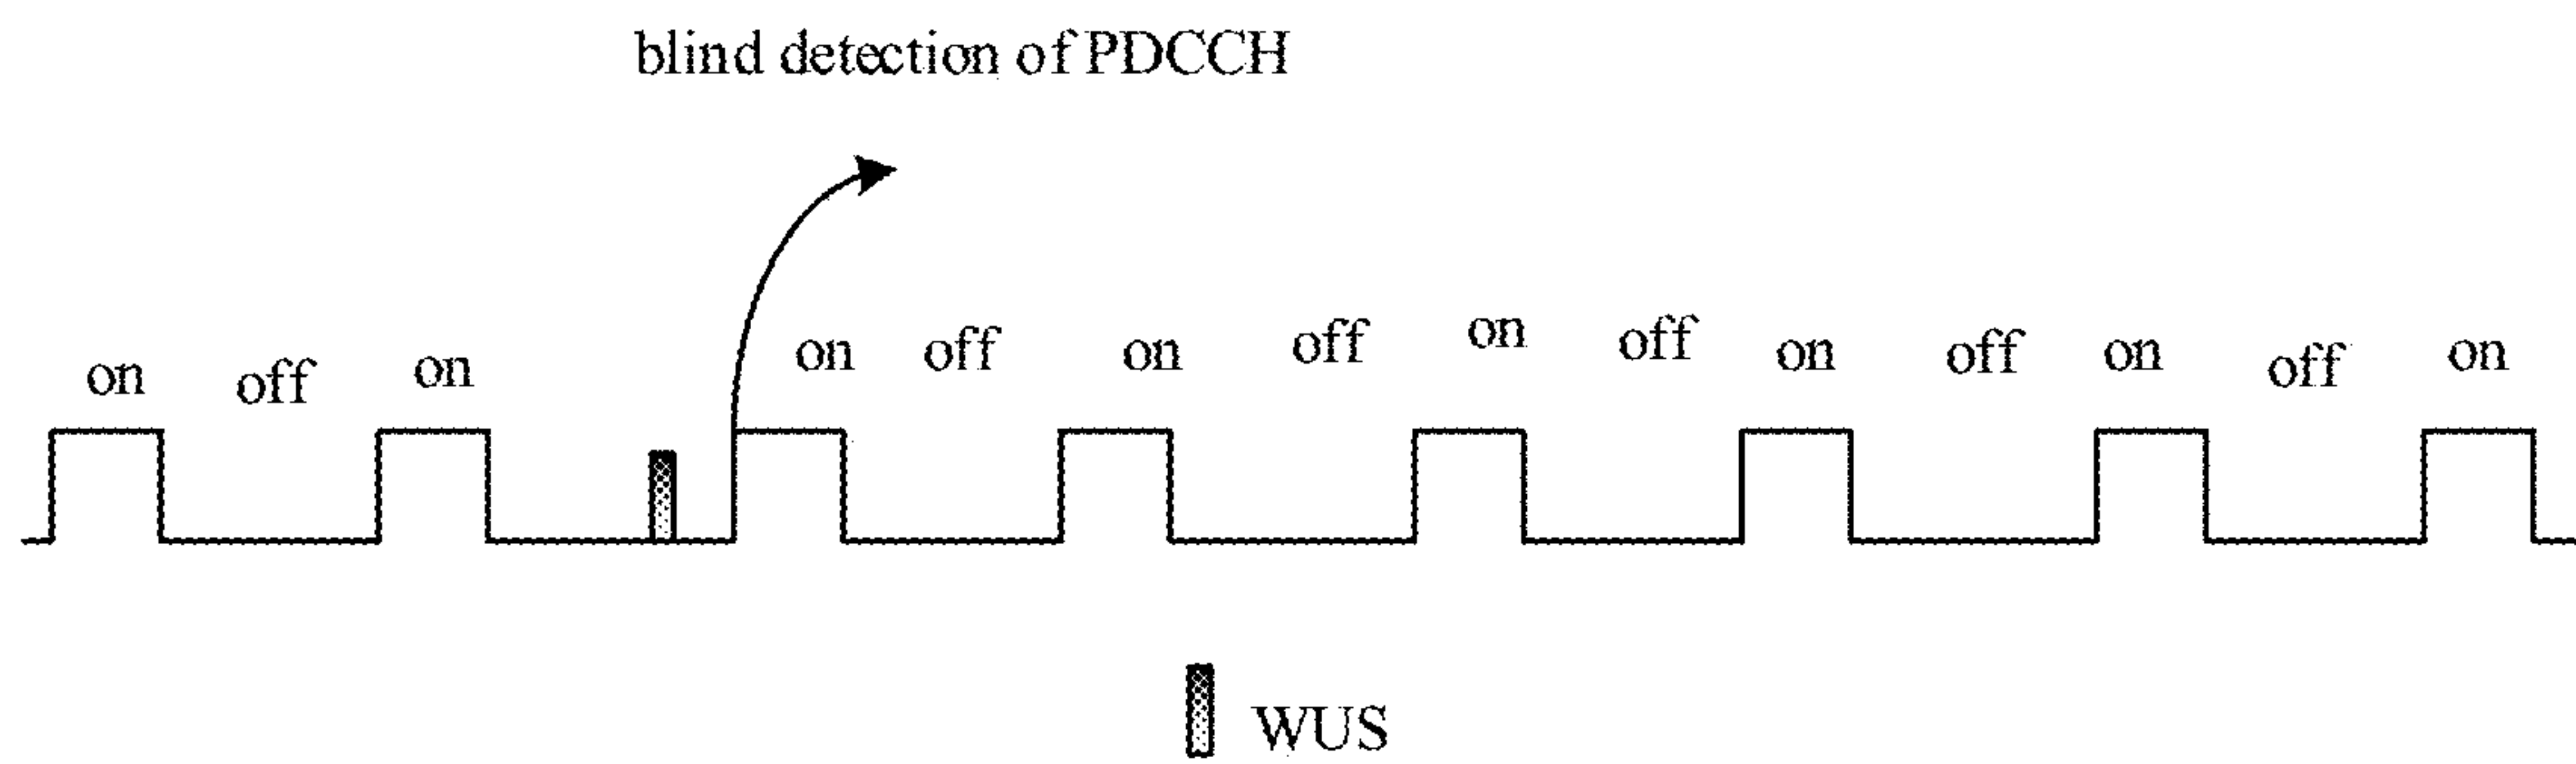 blind detection of PDCCH
on off on on off on off on off on off on off on
WUS